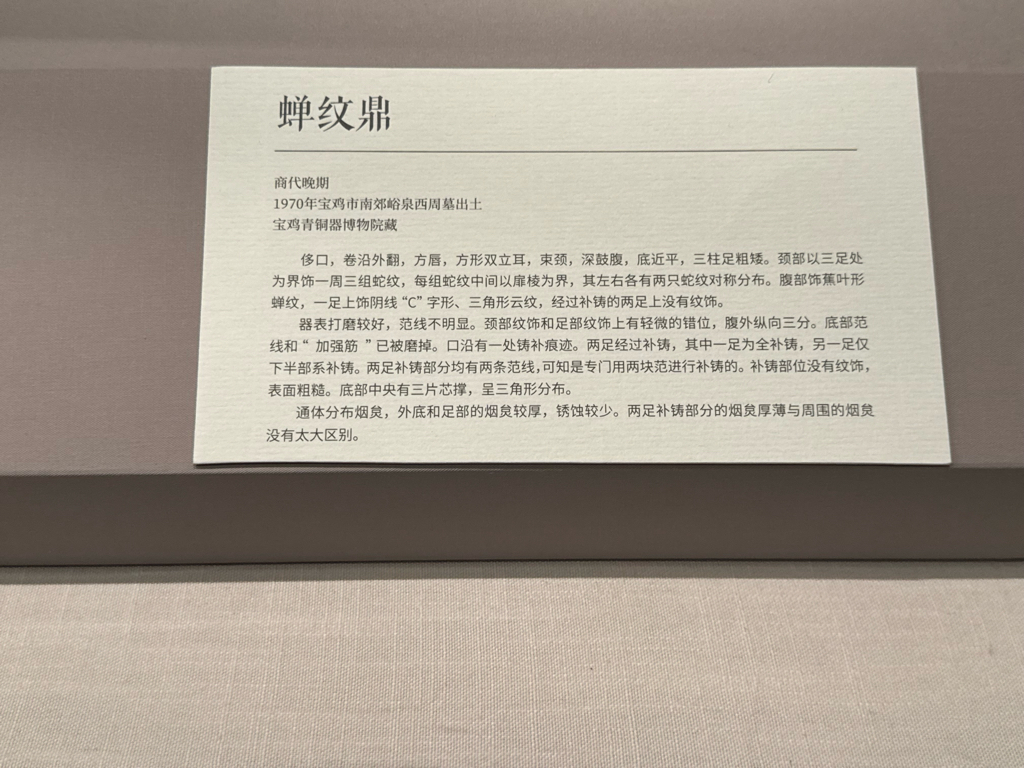 蝉纹鼎
商代晚期
1970年宝鸡市南郊峪泉西周墓出土
宝鸡青铜器博物院藏
侈口，卷沿外翻，方唇，方形双立耳，束颈，深鼓腹，底近平，三柱足粗矮。颈部以三足处
为界饰一周三组蛇纹，每组蛇纹中间以扉棱为界，其左右各有两只蛇纹对称分布。腹部饰蕉叶形
蝉纹，一足上饰阴线“C”字形、三角形云纹，经过补铸的两足上没有纹饰。
器表打磨较好，范线不明显。颈部纹饰和足部纹饰上有轻微的错位，腹外纵向三分。底部范
线和“加强筋”已被磨掉。口沿有一处铸补痕迹。两足经过补铸，其中一足为全补铸，另一足仅
下半部系补铸。两足补铸部分均有两条范线，可知是专门用两块范进行补铸的。补铸部位没有纹饰，
表面粗糙。底部中央有三片芯撑，呈三角形分布。
通体分布烟炱，外底和足部的烟炱较厚，锈蚀较少。两足补铸部分的烟炱厚薄与周围的烟炱
没有太大区别。